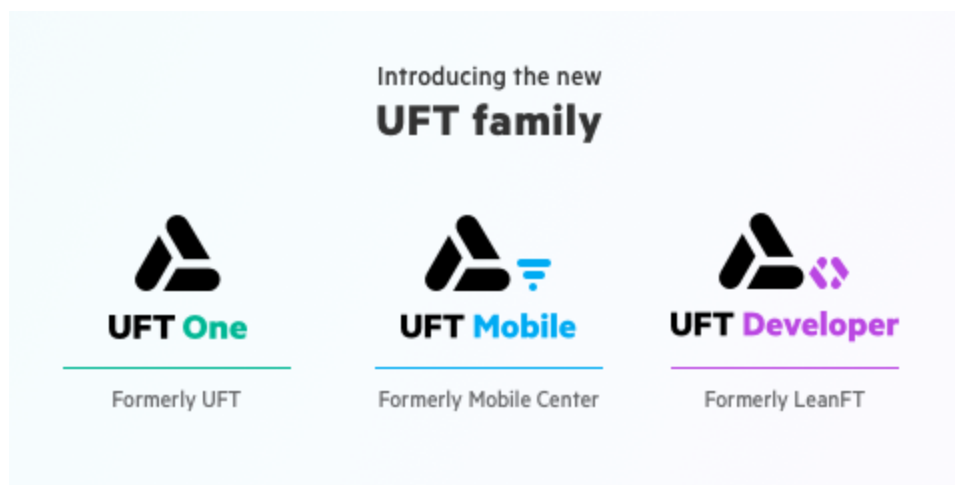 Introducing the new
UFT family
UFT One
Formerly UFT
UFT Mobile
Formerly Mobile Center
UFT Developer
Formerly LeanFT